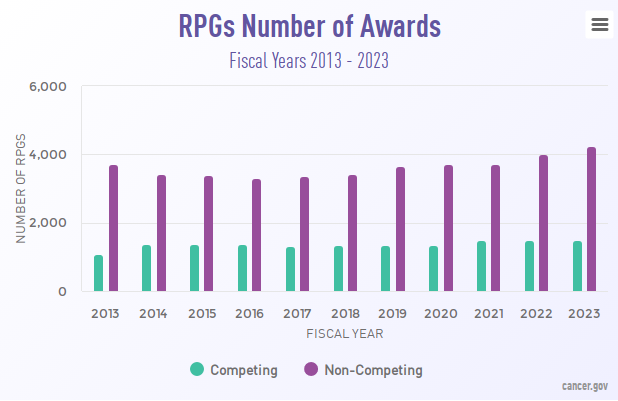 RPGs Number of Awards
Fiscal Years 2013 - 2023
6,000
4,000
2,000
0
NUMBER OF RPGS
2013 2014 2015 2016 2017 2018 2019 2020 2021 2022 2023
FISCAL YEAR
Competing Non-Competing
cancer.gov